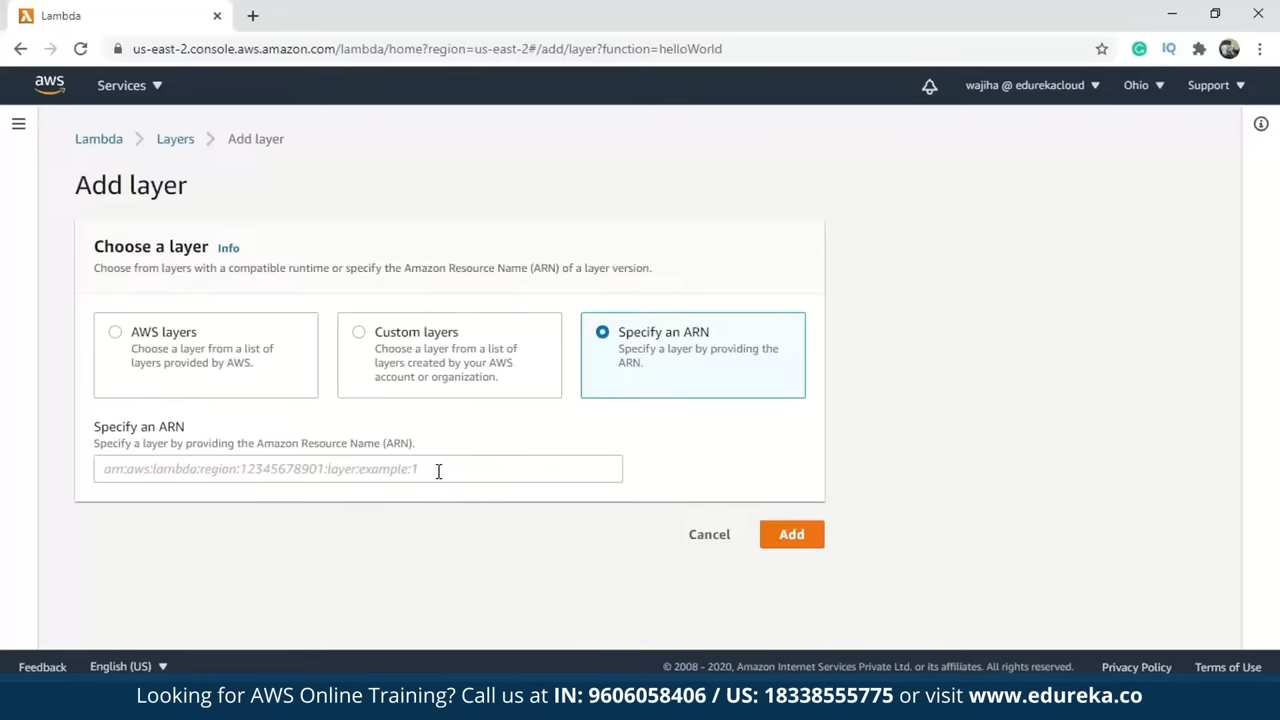 Lambda
us-east-2.console.aws.amazon.com/lambda/home?region=us-east-2#/add/layer?function=helloWorld
IQ
aws
Services
wajiha @ edurekacloud
Ohio
Support
Lambda
Layers
Add layer
Add layer
Choose a layer Info
Choose from layers with a compatible runtime or specify the Amazon Resource Name (ARN) of a layer version.
AWS layers
Choose a layer from a list of
layers provided by AWS.
Custom layers
Choose a layer from a list of
layers created by your AWS
account or organization.
Specify an ARN
Specify a layer by providing the
ARN.
Specify an ARN
Specify a layer by providing the Amazon Resource Name (ARN).
arn:aws:lambda:region:12345678901:layer:example:1
Cancel
Add
Feedback
English (US)
© 2008 - 2020, Amazon Internet Services Private Ltd. or its affiliates. All rights reserved.
Privacy Policy
Terms of Use
Looking for AWS Online Training? Call us at IN: 9606058406 / US: 18338555775 or visit www.edureka.co